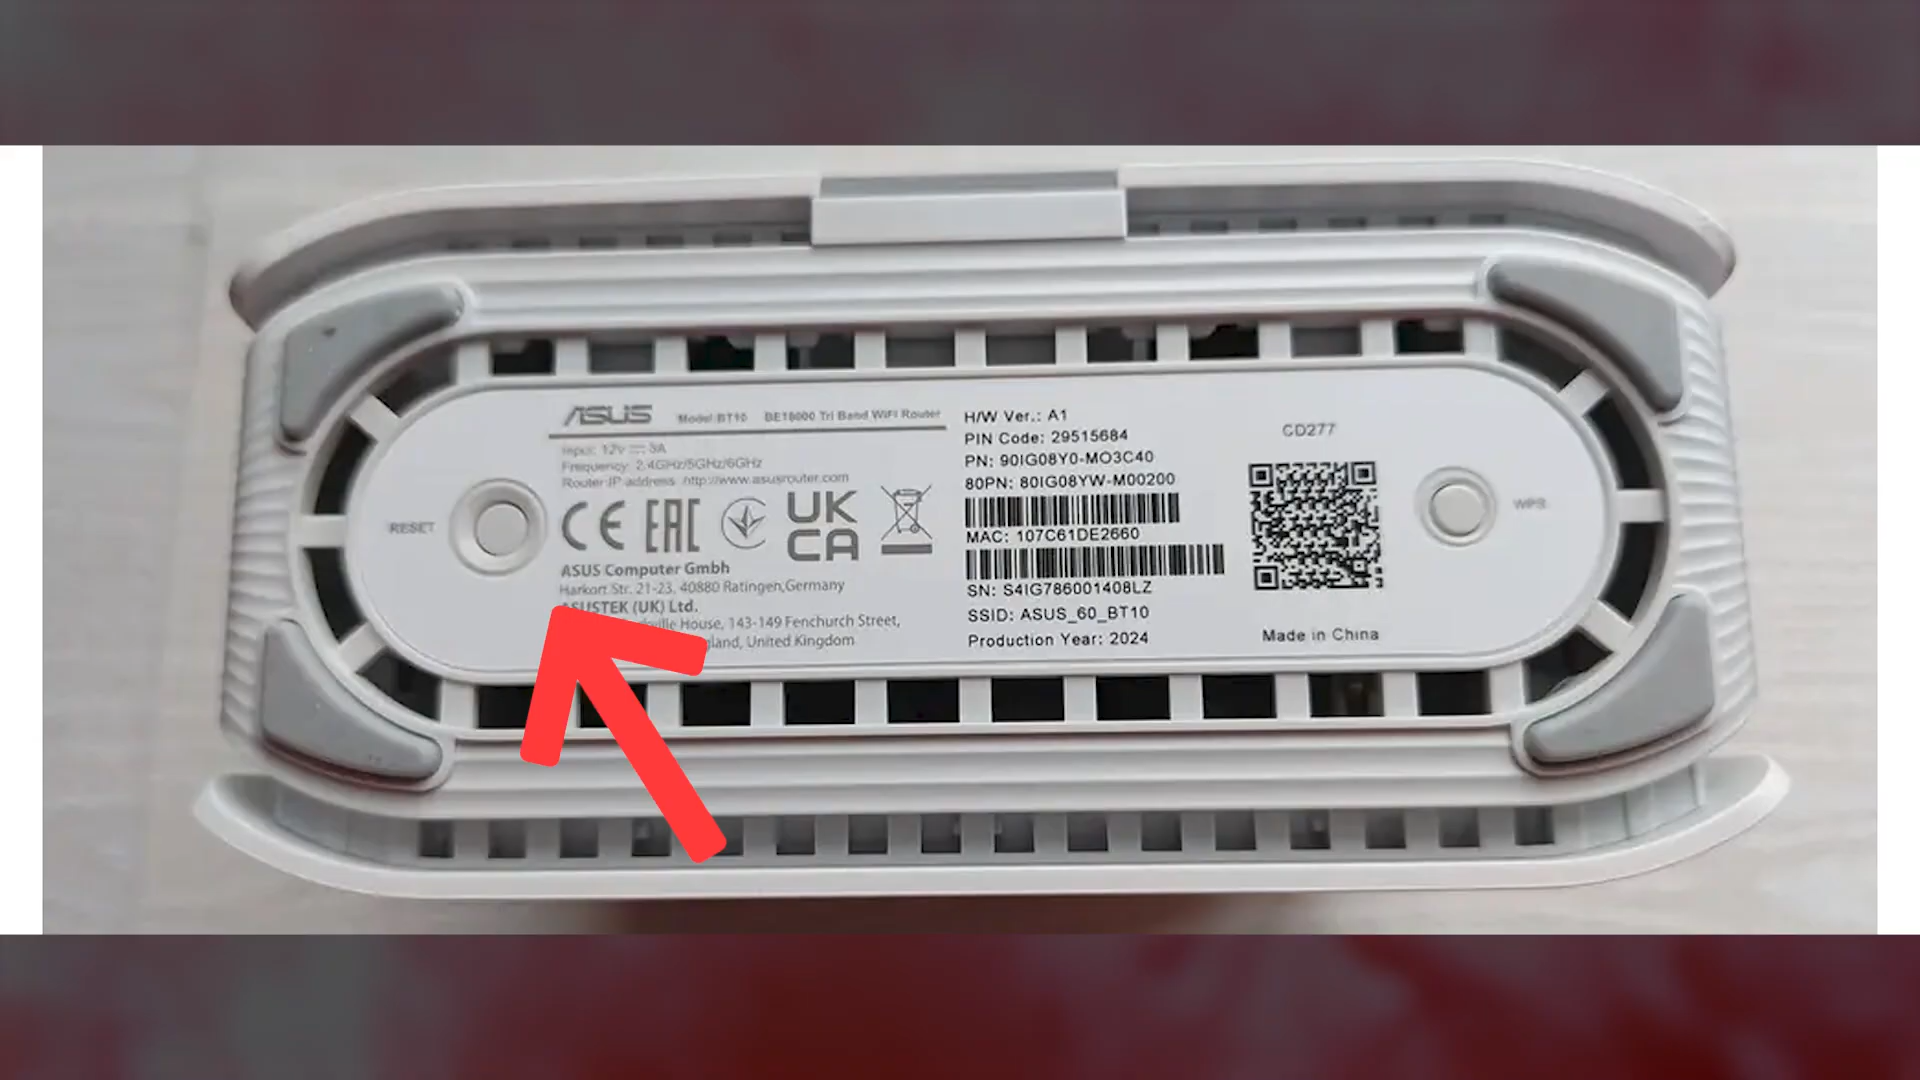 ASUS Model:BT10 BE18000 Tri Band WiFi Router
Input: 12V 3A
Frequency: 2.4GHz/5GHz/6GHz
Router IP address http://www.asusrouter.com
RESET
CE EAC UK CA
ASUS Computer Gmbh
Harkort Str. 21-23, 40880 Ratingen,Germany
ASUSTEK (UK) Ltd.
House, 143-149 Fenchurch Street,
United Kingdom
H/W Ver.: A1
PIN Code: 29515684
PN: 90IG08Y0-MO3C40
80PN: 80IG08YW-M00200
MAC: 107C61DE2660
SN: S4IG786001408LZ
SSID: ASUS_60_BT10
Production Year: 2024
CD277
Made in China
WPS